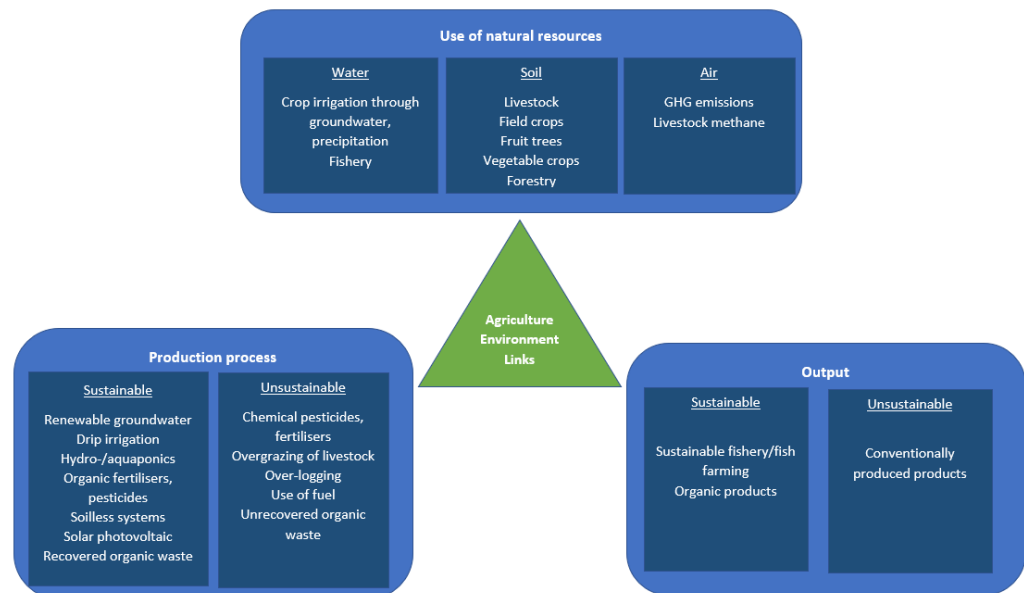 Use of natural resources
Water
Crop irrigation through
groundwater,
precipitation
Fishery
Soil
Livestock
Field crops
Fruit trees
Vegetable crops
Forestry
Air
GHG emissions
Livestock methane
Agriculture
Environment
Links
Production process
Sustainable
Renewable groundwater
Drip irrigation
Hydro-/aquaponics
Organic fertilisers,
pesticides
Soilless systems
Solar photovoltaic
Recovered organic waste
Unsustainable
Chemical pesticides,
fertilisers
Overgrazing of livestock
Over-logging
Use of fuel
Unrecovered organic
waste
Output
Sustainable
Sustainable fishery/fish
farming
Organic products
Unsustainable
Conventionally
produced products